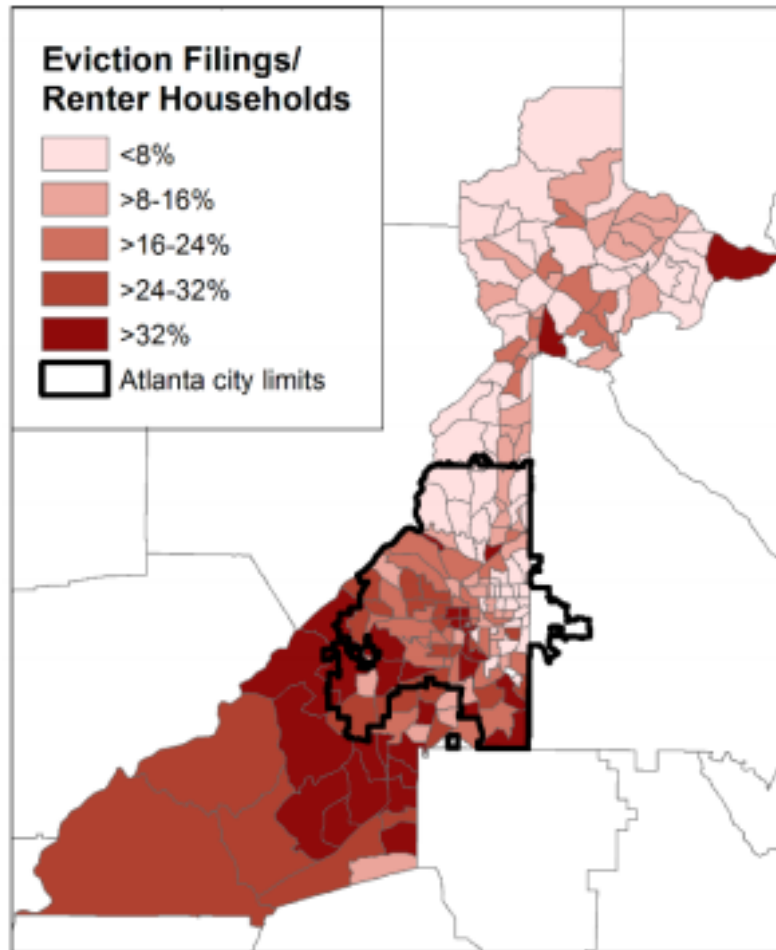 Eviction Filings/
Renter Households
<8%
>8-16%
>16-24%
>24-32%
>32%
Atlanta city limits